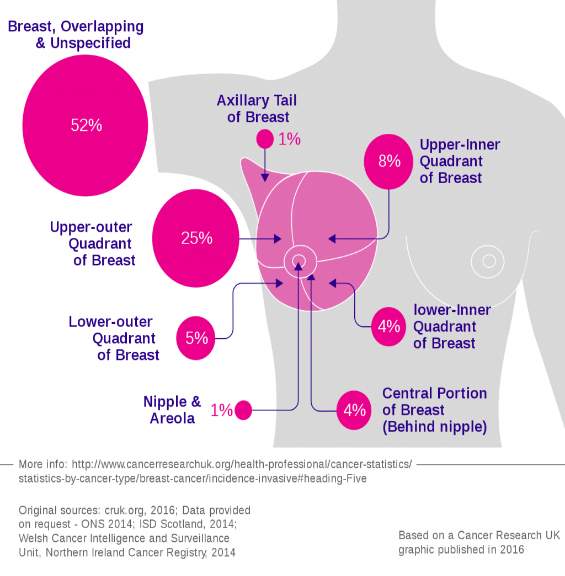 Breast, Overlapping
& Unspecified
52%
Axillary Tail
of Breast
1%
Upper-Inner
Quadrant
of Breast
8%
Upper-outer
Quadrant
of Breast
25%
Lower-outer
Quadrant
of Breast
5%
lower-Inner
Quadrant
of Breast
4%
Nipple &
Areola
1%
Central Portion
of Breast
(Behind nipple)
4%
More info: http://www.cancerresearchuk.org/health-professional/cancer-statistics/
statistics-by-cancer-type/breast-cancer/incidence-invasive#heading-Five
Original sources: cruk.org, 2016; Data provided
on request - ONS 2014; ISD Scotland, 2014;
Welsh Cancer Intelligence and Surveillance
Unit, Northern Ireland Cancer Registry, 2014
Based on a Cancer Research UK
graphic published in 2016